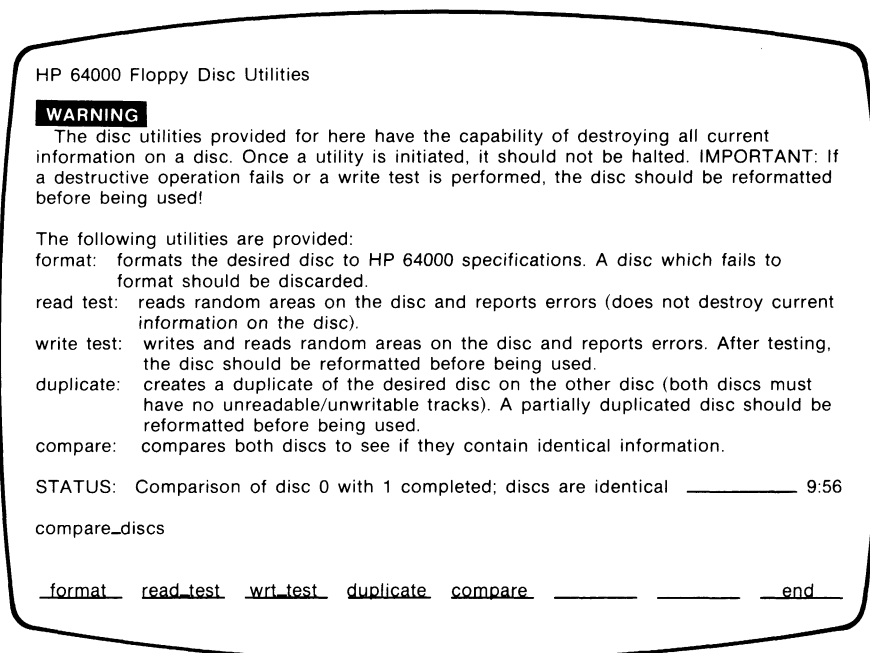 HP 64000 Floppy Disc Utilities
WARNING
The disc utilities provided for here have the capability of destroying all current
information on a disc. Once a utility is initiated, it should not be halted. IMPORTANT: If
a destructive operation fails or a write test is performed, the disc should be reformatted
before being used!
The following utilities are provided:
format: formats the desired disc to HP 64000 specifications. A disc which fails to
format should be discarded.
read test: reads random areas on the disc and reports errors (does not destroy current
information on the disc).
write test: writes and reads random areas on the disc and reports errors. After testing,
the disc should be reformatted before being used.
duplicate: creates a duplicate of the desired disc on the other disc (both discs must
have no unreadable/unwritable tracks). A partially duplicated disc should be
reformatted before being used.
compare: compares both discs to see if they contain identical information.
STATUS: Comparison of disc 0 with 1 completed; discs are identical __________ 9:56
compare_discs
format read_test wrt_test duplicate compare ________ ________ end